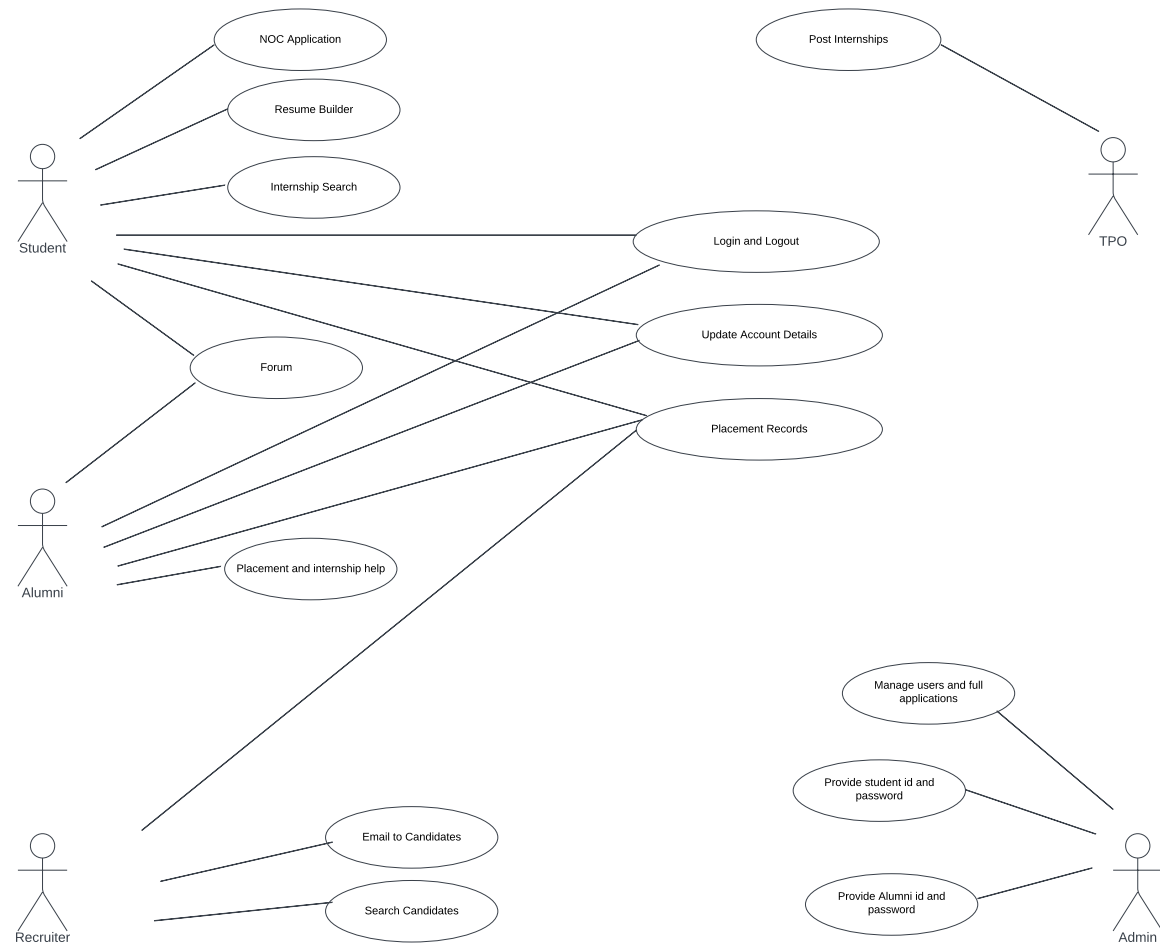 NOC Application
Post Internships
Resume Builder
Internship Search
Student
TPO
Login and Logout
Update Account Details
Forum
Placement Records
Placement and internship help
Alumni
Manage users and full
applications
Provide student id and
password
Email to Candidates
Search Candidates
Provide Alumni id and
password
Recruiter
Admin